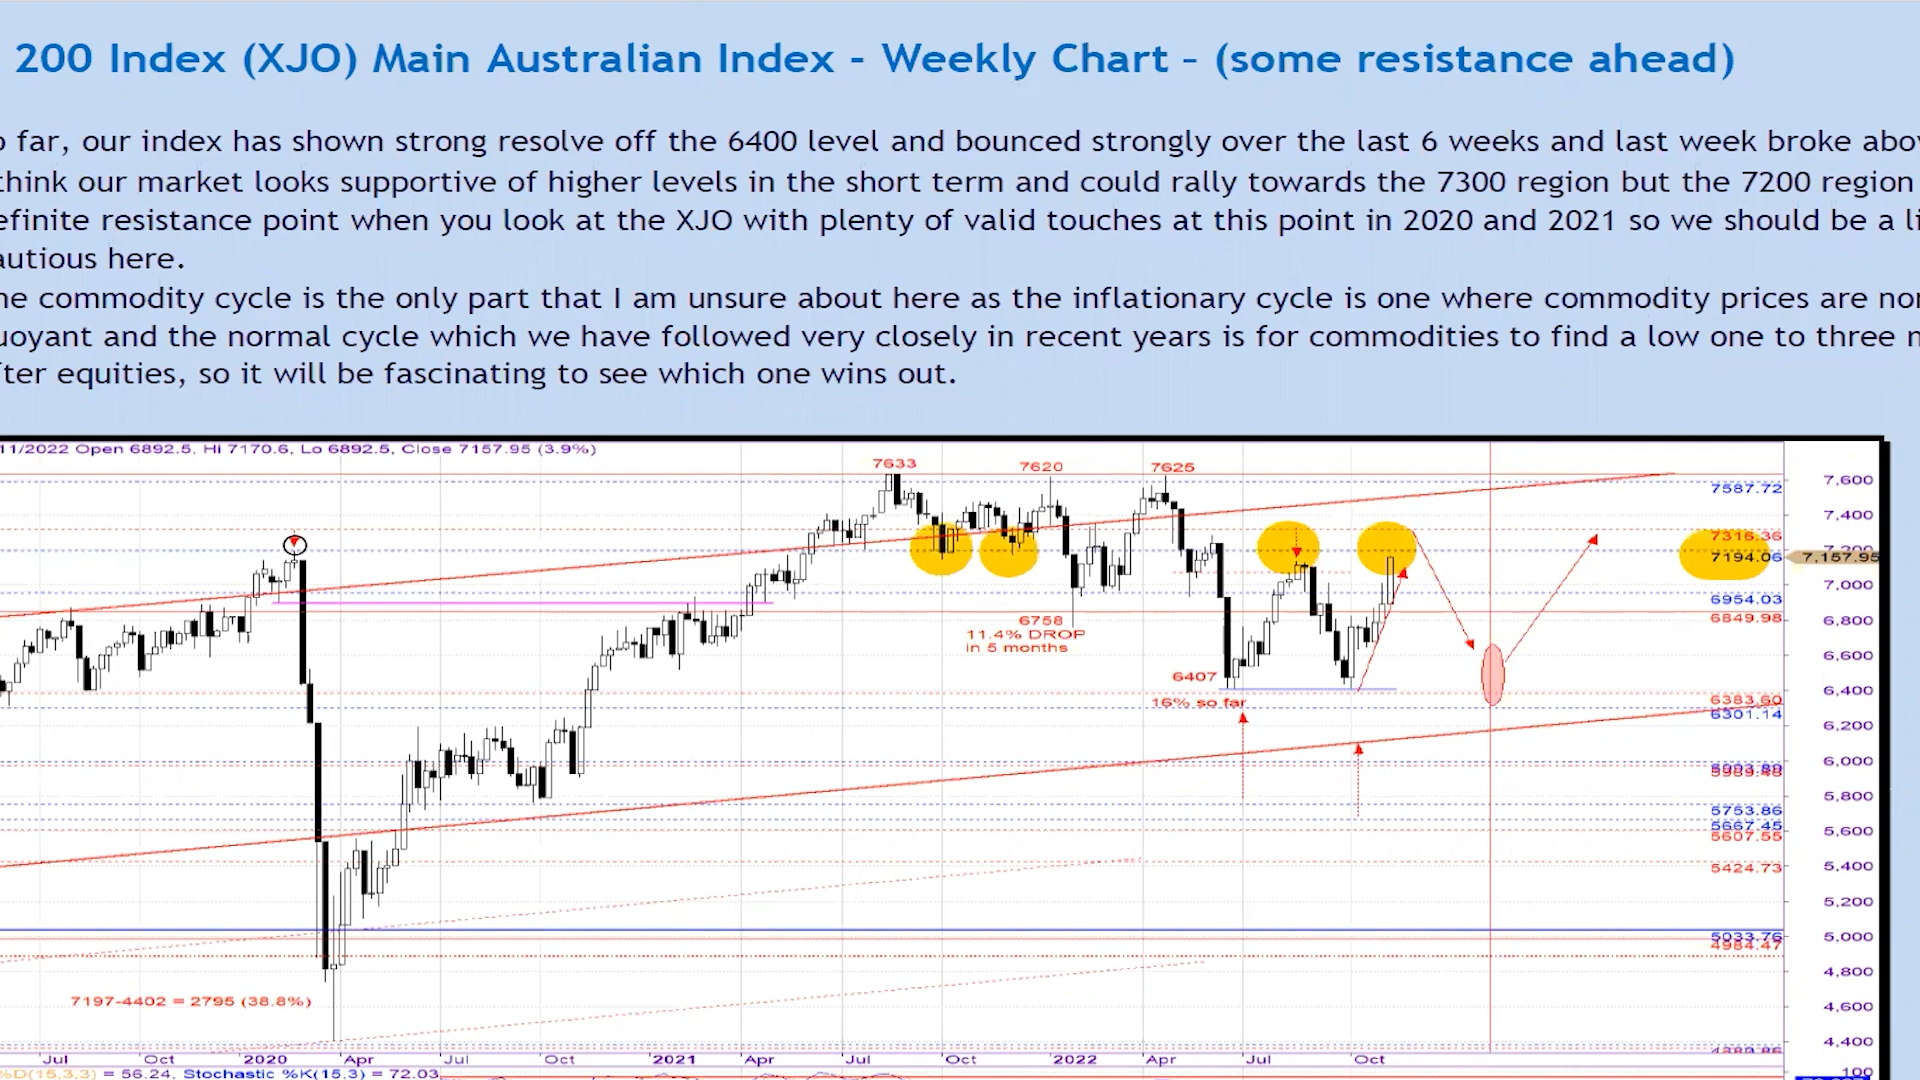 200 Index (XJO) Main Australian Index - Weekly Chart – (some resistance ahead)
far, our index has shown strong resolve off the 6400 level and bounced strongly over the last 6 weeks and last week broke
think our market looks supportive of higher levels in the short term and could rally towards the 7300 region but the 7200 region
resistance point when you look at the XJO with plenty of valid touches at this point in 2020 and 2021 so we should be a
here.
commodity cycle is the only part that I am unsure about here as the inflationary cycle is one where commodity prices are
and the normal cycle which we have followed very closely in recent years is for commodities to find a low one to three
equities, so it will be fascinating to see which one wins out.
11/2022 Open 6892.5, Hi 7170.6, Lo 6892.5, Close 7157.95 (3.9%)
7633
7620
7625
7,600
7587.72
7,400
7316.36
7194.06
7,157.95
7,000
6954.03
6849.98
6,800
6758
11.4% DROP
in 5 months
6,600
6407
6,400
16% so far
6383.60
6301.14
6,200
6,000
5,800
5753.86
5667.45
5607.55
5,600
5424.73
5,400
5,200
5033.76
4984.47
5,000
4,800
7197-4402 = 2795 (38.8%)
4,600
4,400
Jul Oct 2020 Apr Jul Oct 2021 Apr Jul Oct 2022 Apr Jul Oct
%D(15,3,3) = 56.24, Stochastic %K(15,3) = 72.03
100